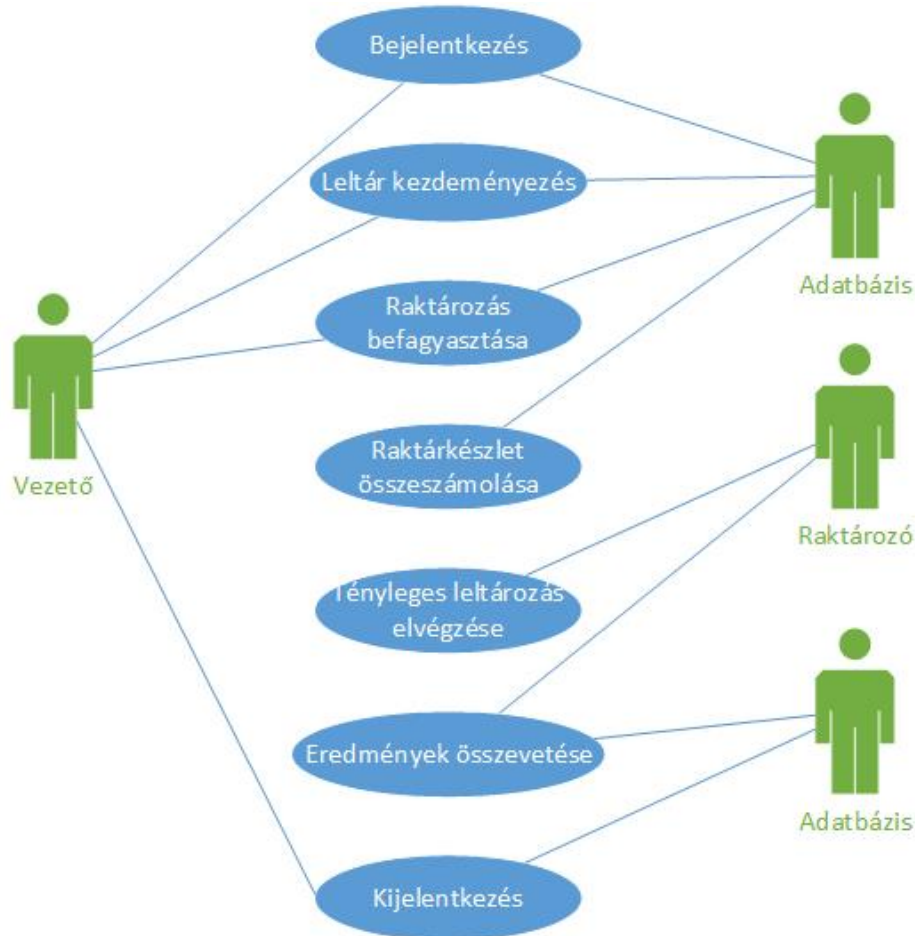 Bejelentkezés
Leltár kezdeményezés
Adatbázis
Raktározás
befagyasztása
Raktárkészlet
összeszámolása
Vezető
Raktározó
Tényleges leltározás
elvégzése
Eredmények összevetése
Adatbázis
Kijelentkezés